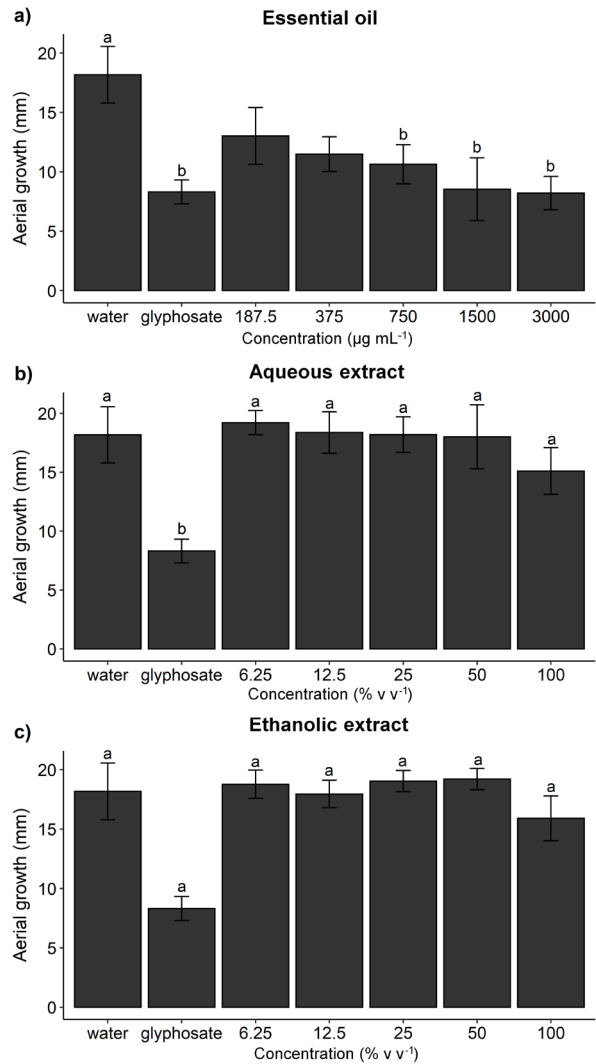 a) Essential oil
a
b
b
b
b
20
15
10
5
0
Aerial growth (mm)
water glyphosate 187.5 375 750 1500 3000
Concentration (µg mL⁻¹)
b) Aqueous extract
a
b
a
a
a
a
a
20
15
10
5
0
Aerial growth (mm)
water glyphosate 6.25 12.5 25 50 100
Concentration (% v v⁻¹)
c) Ethanolic extract
a
a
a
a
a
a
a
20
15
10
5
0
Aerial growth (mm)
water glyphosate 6.25 12.5 25 50 100
Concentration (% v v⁻¹)